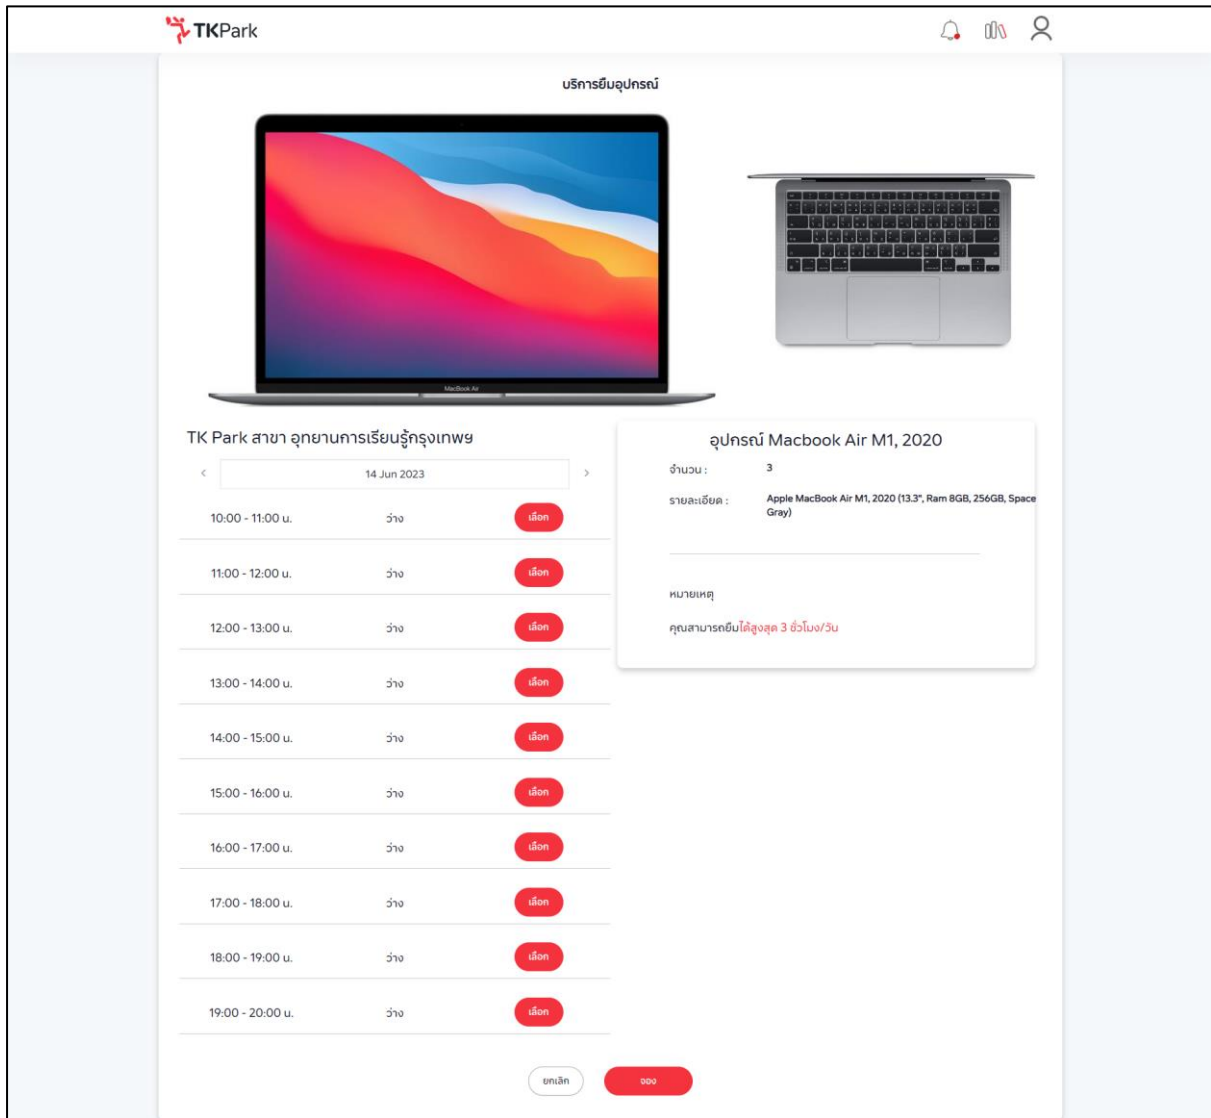 TKPark
บริการยืมอุปกรณ์
MacBook Air
TK Park สาขา อุทยานการเรียนรู้กรุงเทพฯ
14 Jun 2023
10:00 - 11:00 น. ว่าง เลือก
11:00 - 12:00 น. ว่าง เลือก
12:00 - 13:00 น. ว่าง เลือก
13:00 - 14:00 น. ว่าง เลือก
14:00 - 15:00 น. ว่าง เลือก
15:00 - 16:00 น. ว่าง เลือก
16:00 - 17:00 น. ว่าง เลือก
17:00 - 18:00 น. ว่าง เลือก
18:00 - 19:00 น. ว่าง เลือก
19:00 - 20:00 น. ว่าง เลือก
อุปกรณ์ Macbook Air M1, 2020
จำนวน : 3
รายละเอียด : Apple MacBook Air M1, 2020 (13.3", Ram 8GB, 256GB, Space
Gray)
หมายเหตุ
คุณสามารถยืมได้สูงสุด 3 ชั่วโมง/วัน
ยกเลิก จอง